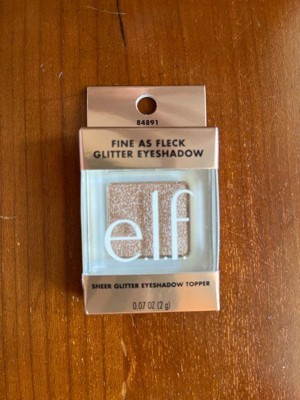 84891
FINE AS FLECK
GLITTER EYESHADOW
e.l.f
SHEER GLITTER EYESHADOW TOPPER
0.07 OZ (2 g)